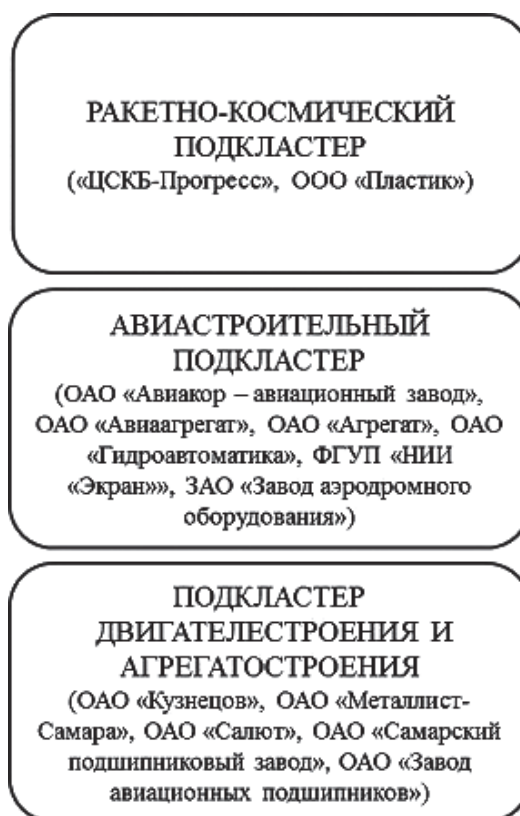 РАКЕТНО-КОСМИЧЕСКИЙ
ПОДКЛАСТЕР
(«ЦСКБ-Прогресс», ООО «Пластик»)
АВИАСТРОИТЕЛЬНЫЙ
ПОДКЛАСТЕР
(ОАО «Авиакор – авиационный завод»,
ОАО «Авиаагрегат», ОАО «Агрегат», ОАО
«Гидроавтоматика», ФГУП «НИИ
«Экран»», ЗАО «Завод аэродромного
оборудования»)
ПОДКЛАСТЕР
ДВИГАТЕЛЕСТРОЕНИЯ И
АГРЕГАТОСТРОЕНИЯ
(ОАО «Кузнецов», ОАО «Металлист-
Самара», ОАО «Салют», ОАО «Самарский
подшипниковый завод», ОАО «Завод
авиационных подшипников»)